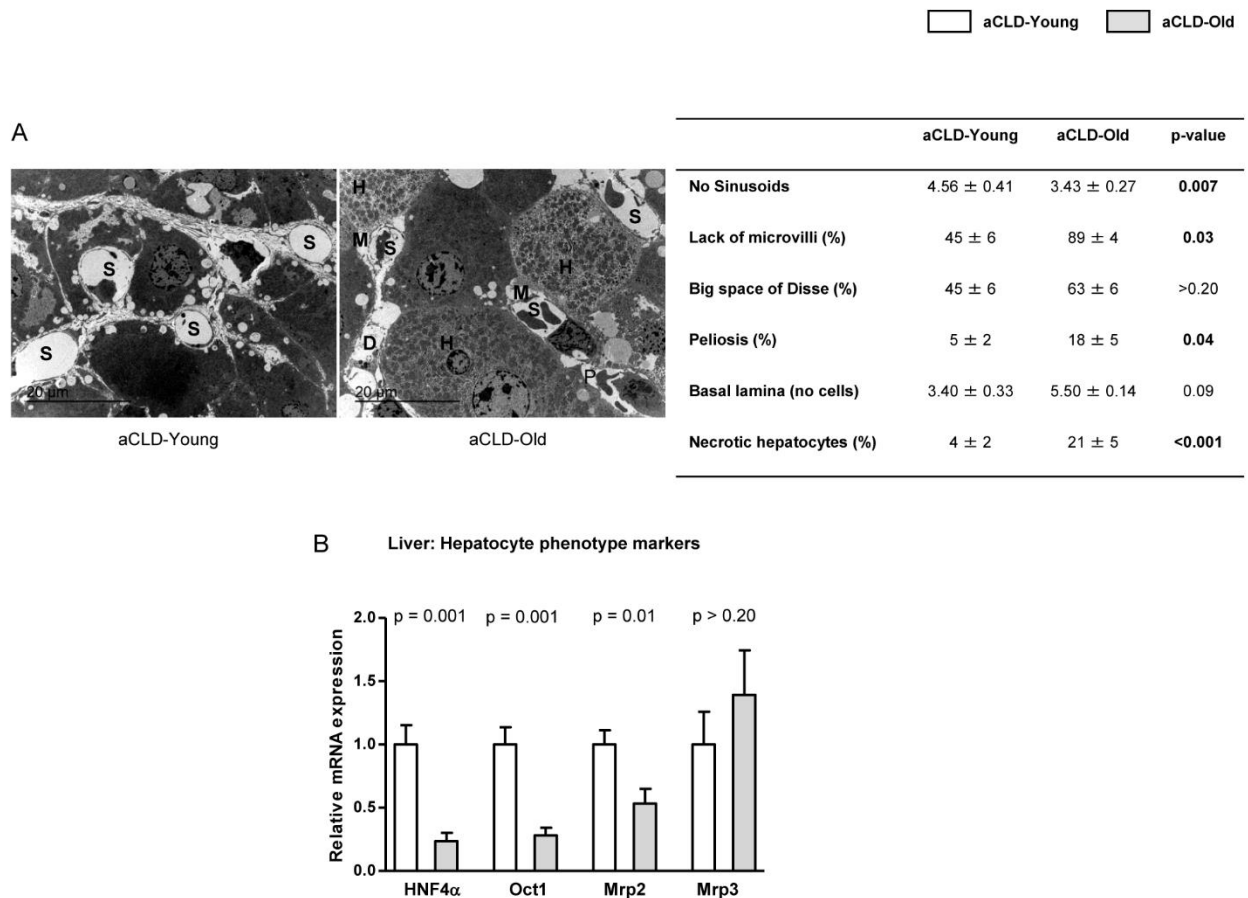 aCLD-Young aCLD-Old
A
S
S
S
S
20 µm
aCLD-Young
H
M
S
S
H
M
S
D
H
P
20 µm
aCLD-Old
aCLD-Young aCLD-Old p-value
No Sinusoids 4.56 ± 0.41 3.43 ± 0.27 0.007
Lack of microvilli (%) 45 ± 6 89 ± 4 0.03
Big space of Disse (%) 45 ± 6 63 ± 6 >0.20
Peliosis (%) 5 ± 2 18 ± 5 0.04
Basal lamina (no cells) 3.40 ± 0.33 5.50 ± 0.14 0.09
Necrotic hepatocytes (%) 4 ± 2 21 ± 5 <0.001
B Liver: Hepatocyte phenotype markers
p = 0.001 p = 0.001 p = 0.01 p > 0.20
Relative mRNA expression
2.0
1.5
1.0
0.5
0.0
HNF4α Oct1 Mrp2 Mrp3